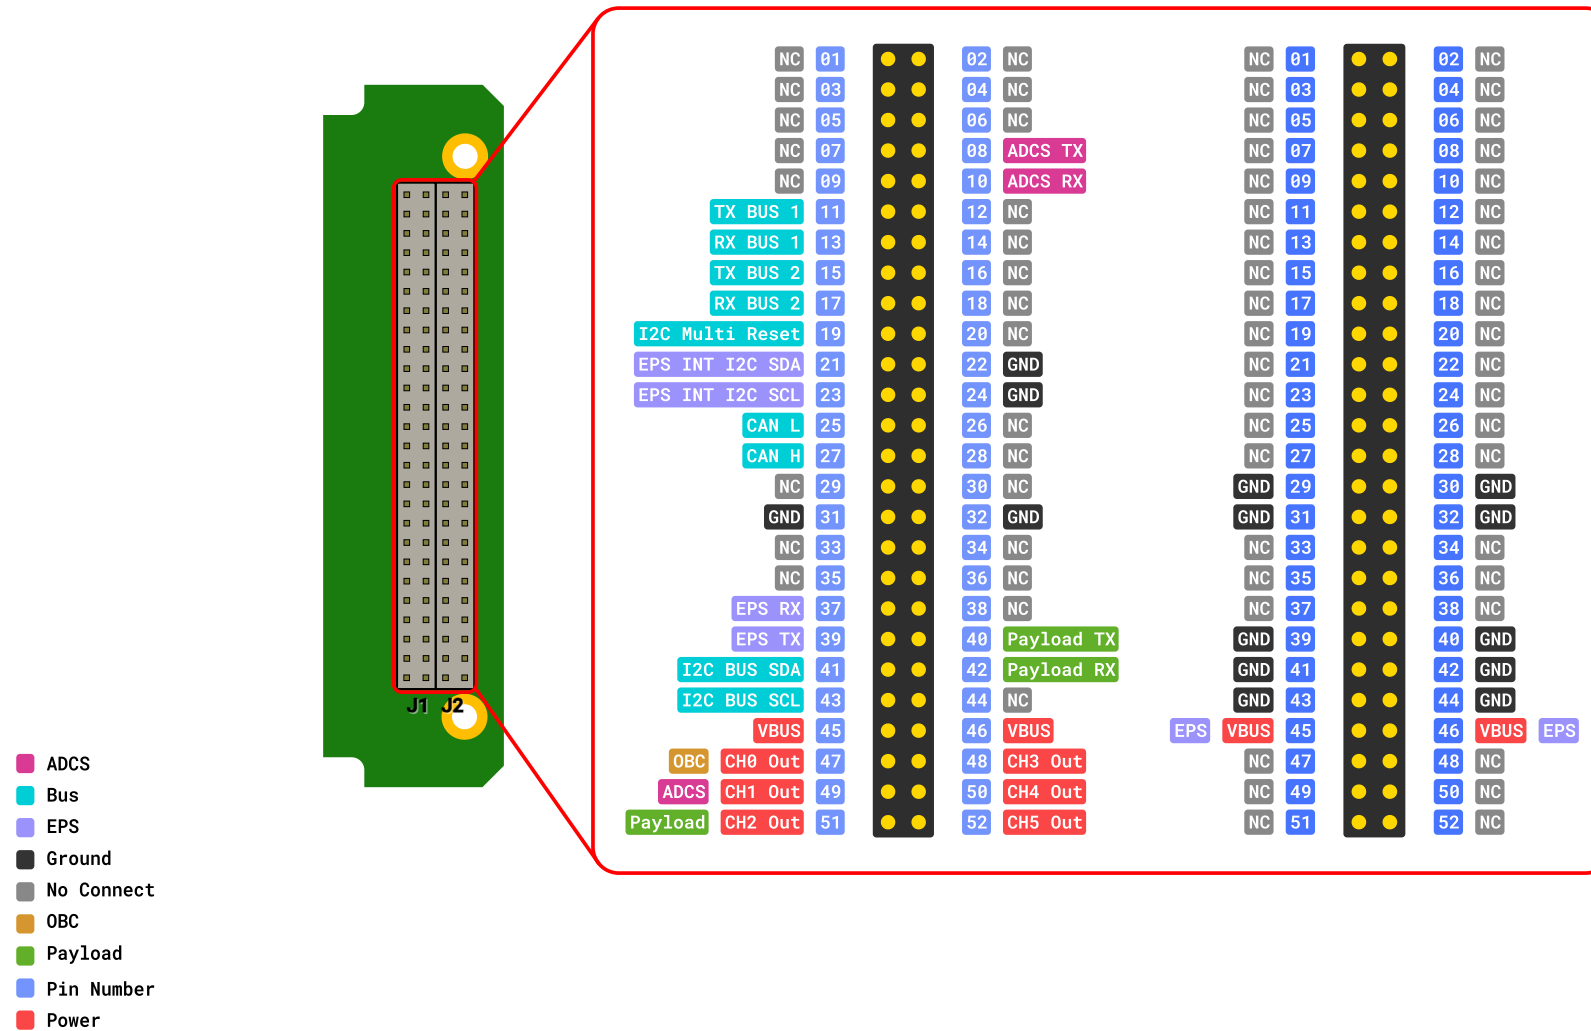 NC 01 02 NC NC 01 02 NC
NC 03 04 NC NC 03 04 NC
NC 05 06 NC NC 05 06 NC
NC 07 08 ADCS TX NC 07 08 NC
NC 09 10 ADCS RX NC 09 10 NC
TX BUS 1 11 12 NC NC 11 12 NC
RX BUS 1 13 14 NC NC 13 14 NC
TX BUS 2 15 16 NC NC 15 16 NC
RX BUS 2 17 18 NC NC 17 18 NC
I2C Multi Reset 19 20 NC NC 19 20 NC
EPS INT I2C SDA 21 22 GND NC 21 22 NC
EPS INT I2C SCL 23 24 GND NC 23 24 NC
CAN L 25 26 NC NC 25 26 NC
CAN H 27 28 NC NC 27 28 NC
NC 29 30 NC GND 29 30 GND
GND 31 32 GND GND 31 32 GND
NC 33 34 NC NC 33 34 NC
NC 35 36 NC NC 35 36 NC
EPS RX 37 38 NC NC 37 38 NC
EPS TX 39 40 Payload TX GND 39 40 GND
I2C BUS SDA 41 42 Payload RX GND 41 42 GND
I2C BUS SCL 43 44 NC GND 43 44 GND
VBUS 45 46 VBUS EPS VBUS 45 46 VBUS EPS
OBC CH0 Out 47 48 CH3 Out NC 47 48 NC
ADCS CH1 Out 49 50 CH4 Out NC 49 50 NC
Payload CH2 Out 51 52 CH5 Out NC 51 52 NC
J1 J2
ADCS
Bus
EPS
Ground
No Connect
OBC
Payload
Pin Number
Power